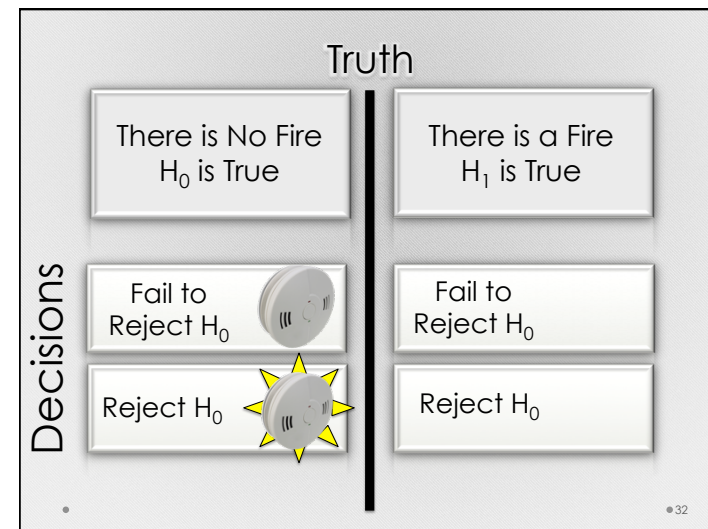 Truth
There is No Fire
H₀ is True
There is a Fire
H₁ is True
Decisions
Fail to
Reject H₀
Fail to
Reject H₀
Reject H₀
Reject H₀
32